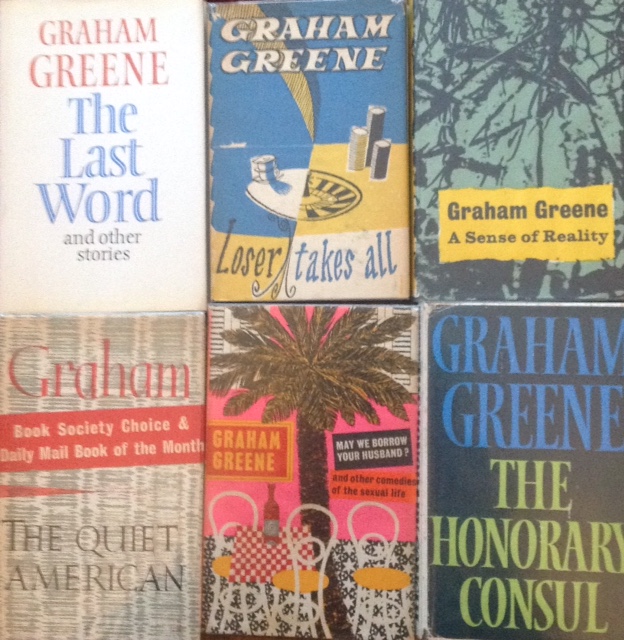 GRAHAM
GREENE
The
Last
Word
and other
stories
GRAHAM
GREENE
Loser takes all
Graham Greene
A Sense of Reality
Graham
Book Society Choice &
Daily Mail Book of the Month
THE QUIET
AMERICAN
GRAHAM
GREENE
MAY WE BORROW
YOUR HUSBAND?
and other comedies
of the sexual life
GRAHAM
GREENE
THE
HONORARY
CONSUL